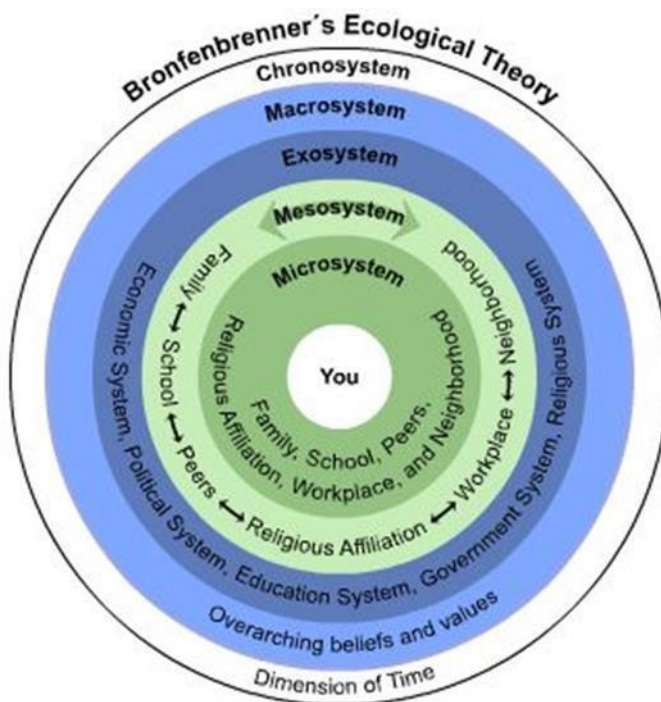 Bronfenbrenner´s Ecological Theory
Chronosystem
Macrosystem
Exosystem
Mesosystem
Microsystem
You
Family, School, Peers,
Religious Affiliation, Workplace, and Neighborhood
Family ↔ School ↔ Peers ↔ Religious Affiliation ↔ Workplace ↔ Neighborhood
Economic System, Political System, Education System, Government System, Religious System
Overarching beliefs and values
Dimension of Time